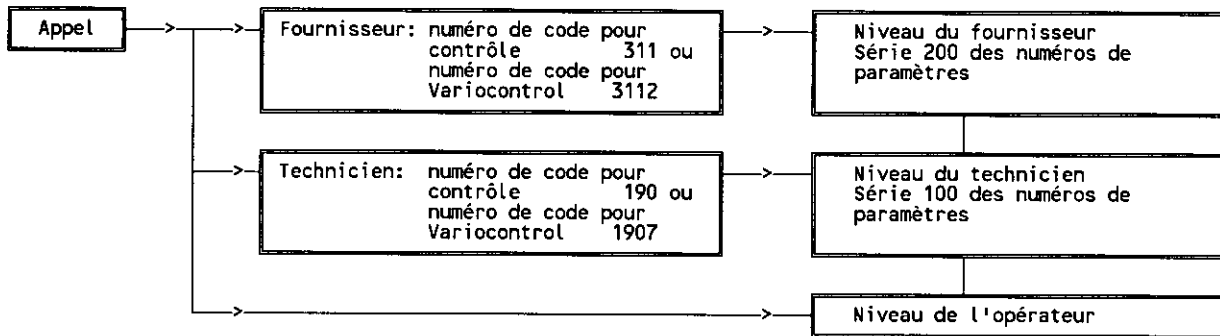 Appel
Fournisseur: numéro de code pour
contrôle 311 ou
numéro de code pour
Variocontrol 3112
Niveau du fournisseur
Série 200 des numéros de
paramètres
Technicien: numéro de code pour
contrôle 190 ou
numéro de code pour
Variocontrol 1907
Niveau du technicien
Série 100 des numéros de
paramètres
Niveau de l'opérateur